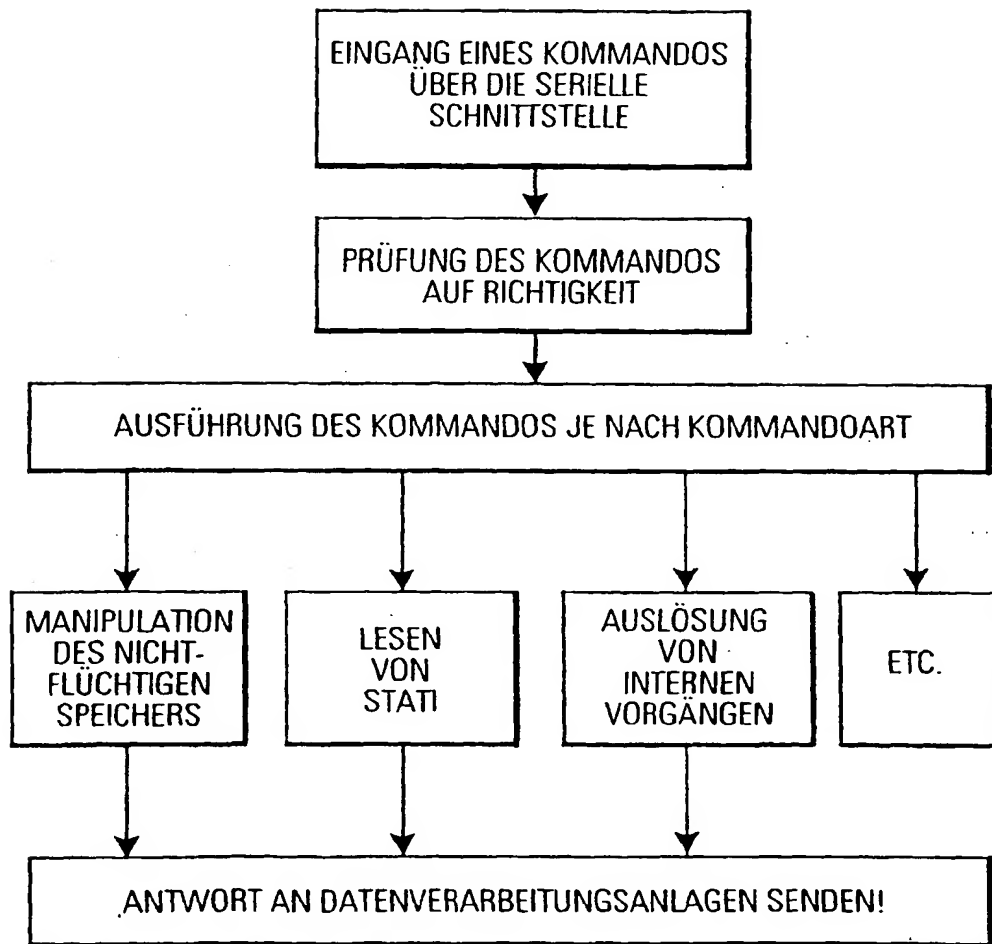 EINGANG EINES KOMMANDOS
ÜBER DIE SERIELLE
SCHNITTSTELLE
PRÜFUNG DES KOMMANDOS
AUF RICHTIGKEIT
AUSFÜHRUNG DES KOMMANDOS JE NACH KOMMANDOART
MANIPULATION
DES NICHT-
FLÜCHTIGEN
SPEICHERS
LESEN
VON
STATI
AUSLÖSUNG
VON
INTERNEN
VORGÄNGEN
ETC.
ANTWORT AN DATENVERARBEITUNGSANLAGEN SENDEN!